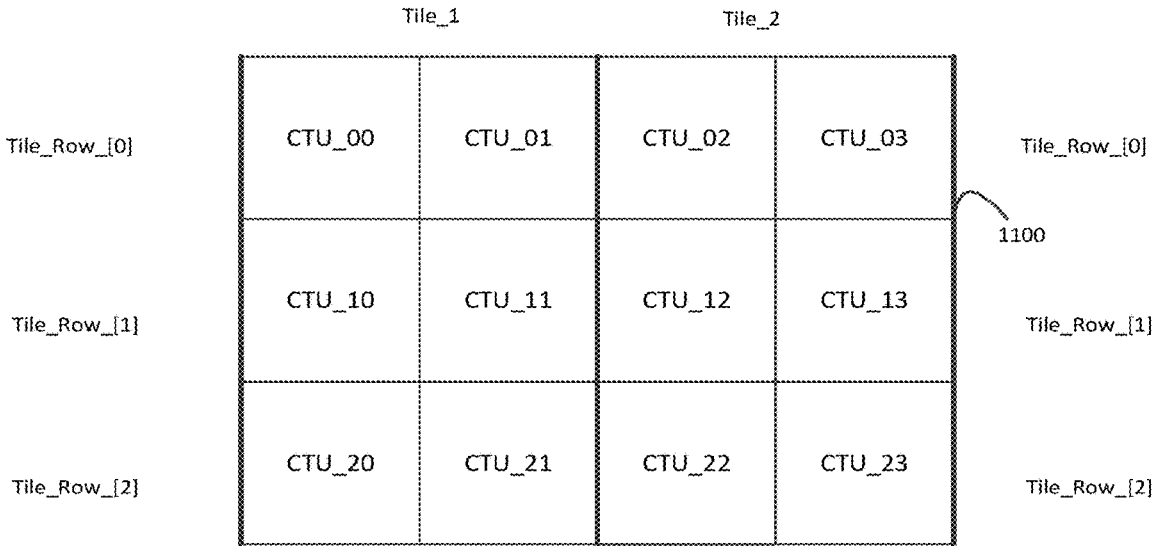 Tile_1 Tile_2
Tile_Row_[0] CTU_00 CTU_01 CTU_02 CTU_03 Tile_Row_[0]
1100
Tile_Row_[1] CTU_10 CTU_11 CTU_12 CTU_13 Tile_Row_[1]
Tile_Row_[2] CTU_20 CTU_21 CTU_22 CTU_23 Tile_Row_[2]